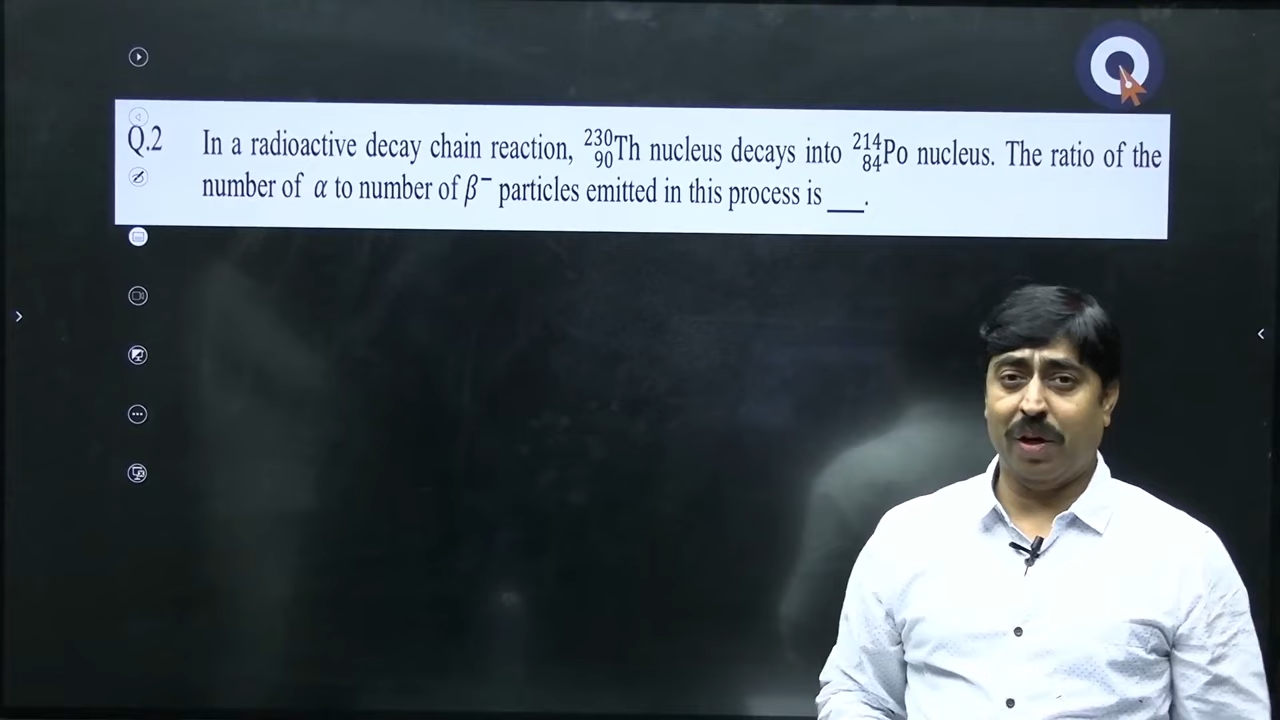 Q.2 In a radioactive decay chain reaction, ²³⁰₉₀Th nucleus decays into ²¹⁴₈₄Po nucleus. The ratio of the
number of α to number of β⁻ particles emitted in this process is ___.